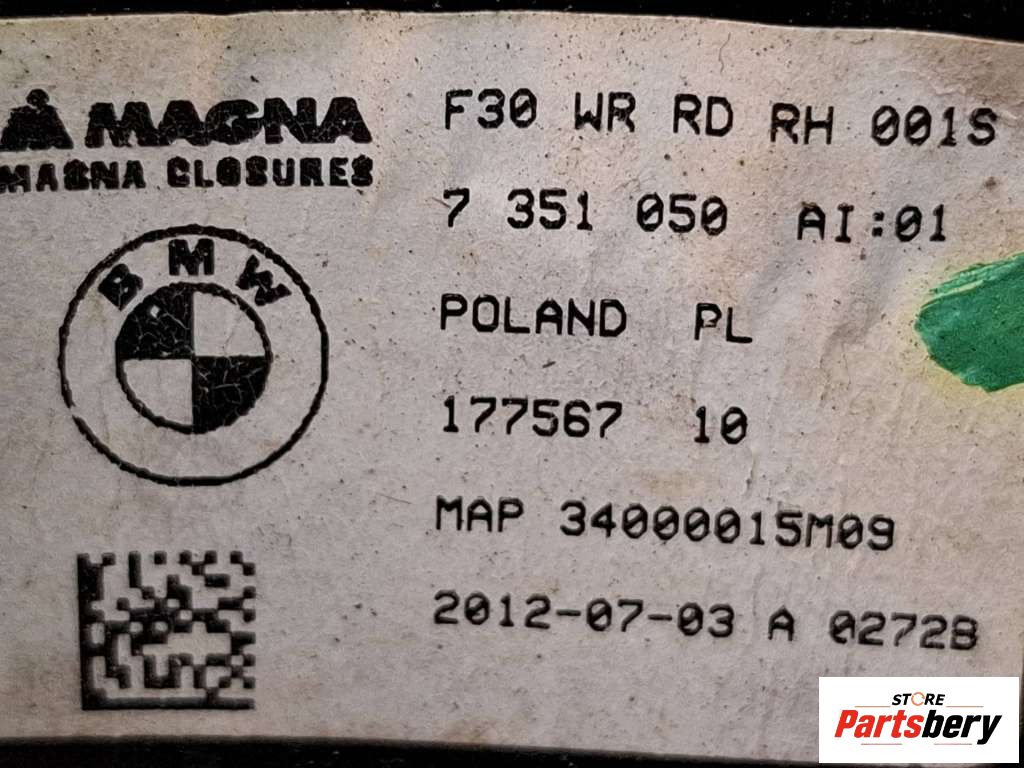 MAGNA
MAGNA CLOSURES
BMW
F30 WR RD RH 001S
7 351 050 AI:01
POLAND PL
177567 10
MAP 34000015M09
2012-07-03 A 02728
STORE
Partsbery